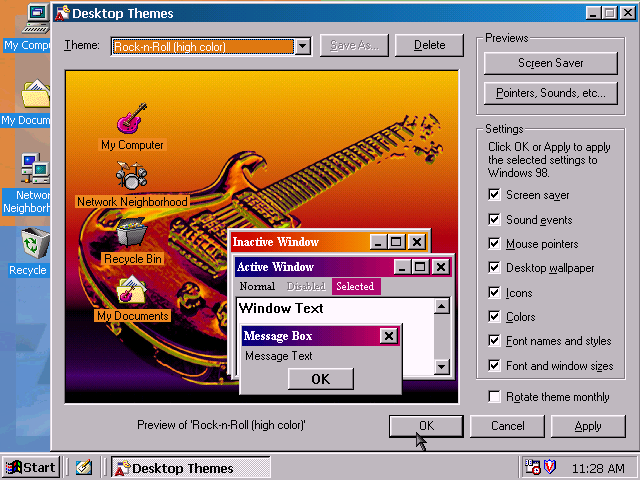 Desktop Themes
My Compu
My Docum
Netwo
Neighborh
Recycle
Theme:
Rock-n-Roll (high color)
Save As...
Delete
Previews
Screen Saver
Pointers, Sounds, etc...
My Computer
Network Neighborhood
Recycle Bin
My Documents
Inactive Window
Active Window
Normal Disabled Selected
Window Text
Message Box
Message Text
OK
Settings
Click OK or Apply to apply
the selected settings to
Windows 98.
Screen saver
Sound events
Mouse pointers
Desktop wallpaper
Icons
Colors
Font names and styles
Font and window sizes
Rotate theme monthly
Preview of 'Rock-n-Roll (high color)'
OK
Cancel
Apply
Start
Desktop Themes
11:28 AM